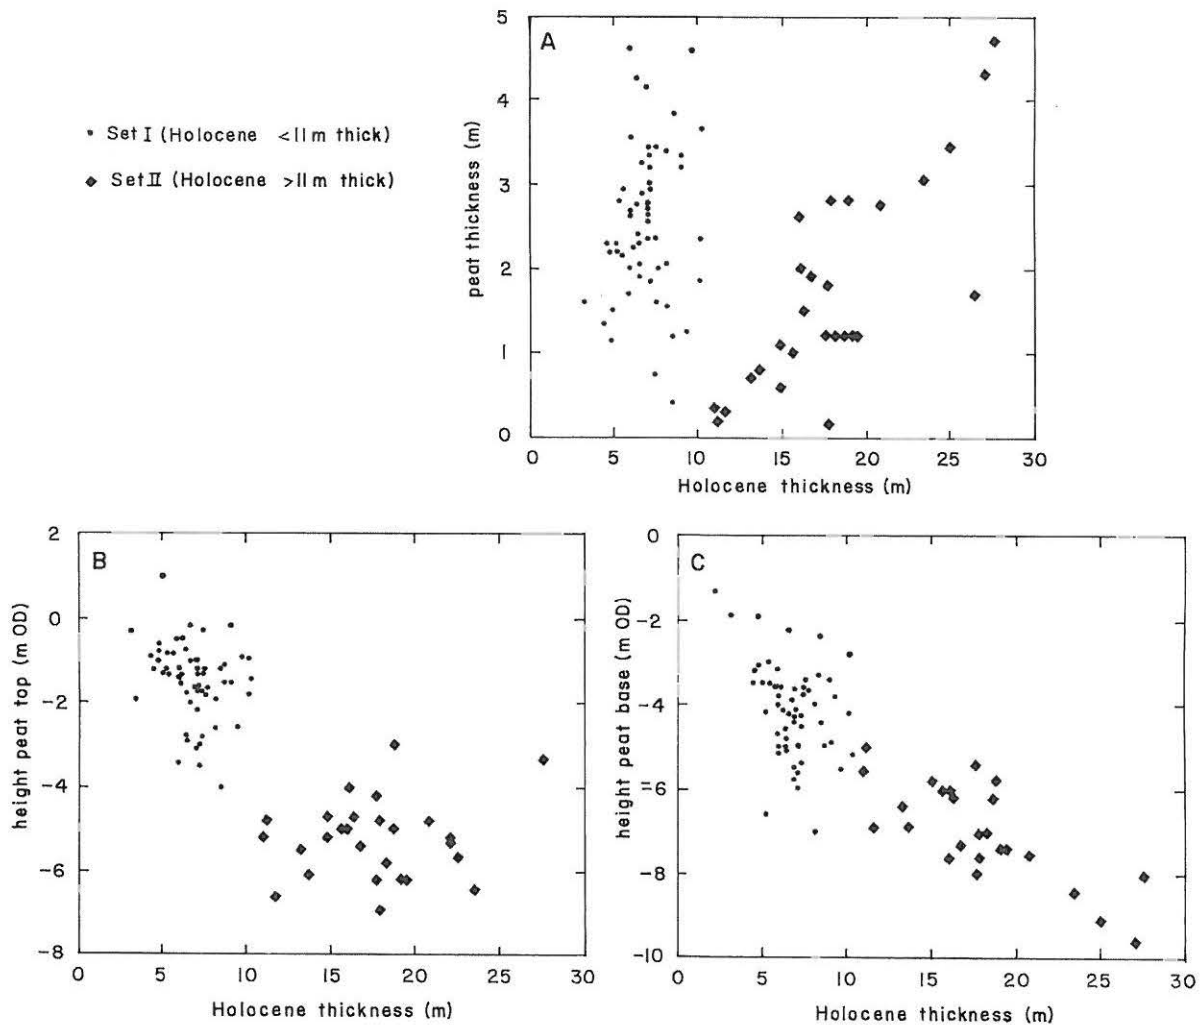 • Set I (Holocene <11m thick)
◆ Set II (Holocene >11m thick)
A
peat thickness (m)
5
4
3
2
1
0
0 5 10 15 20 25 30
Holocene thickness (m)
B
height peat top (m OD)
2
0
-2
-4
-6
-8
0 5 10 15 20 25 30
Holocene thickness (m)
C
height peat base (m OD)
0
-2
-4
-6
-8
-10
0 5 10 15 20 25 30
Holocene thickness (m)